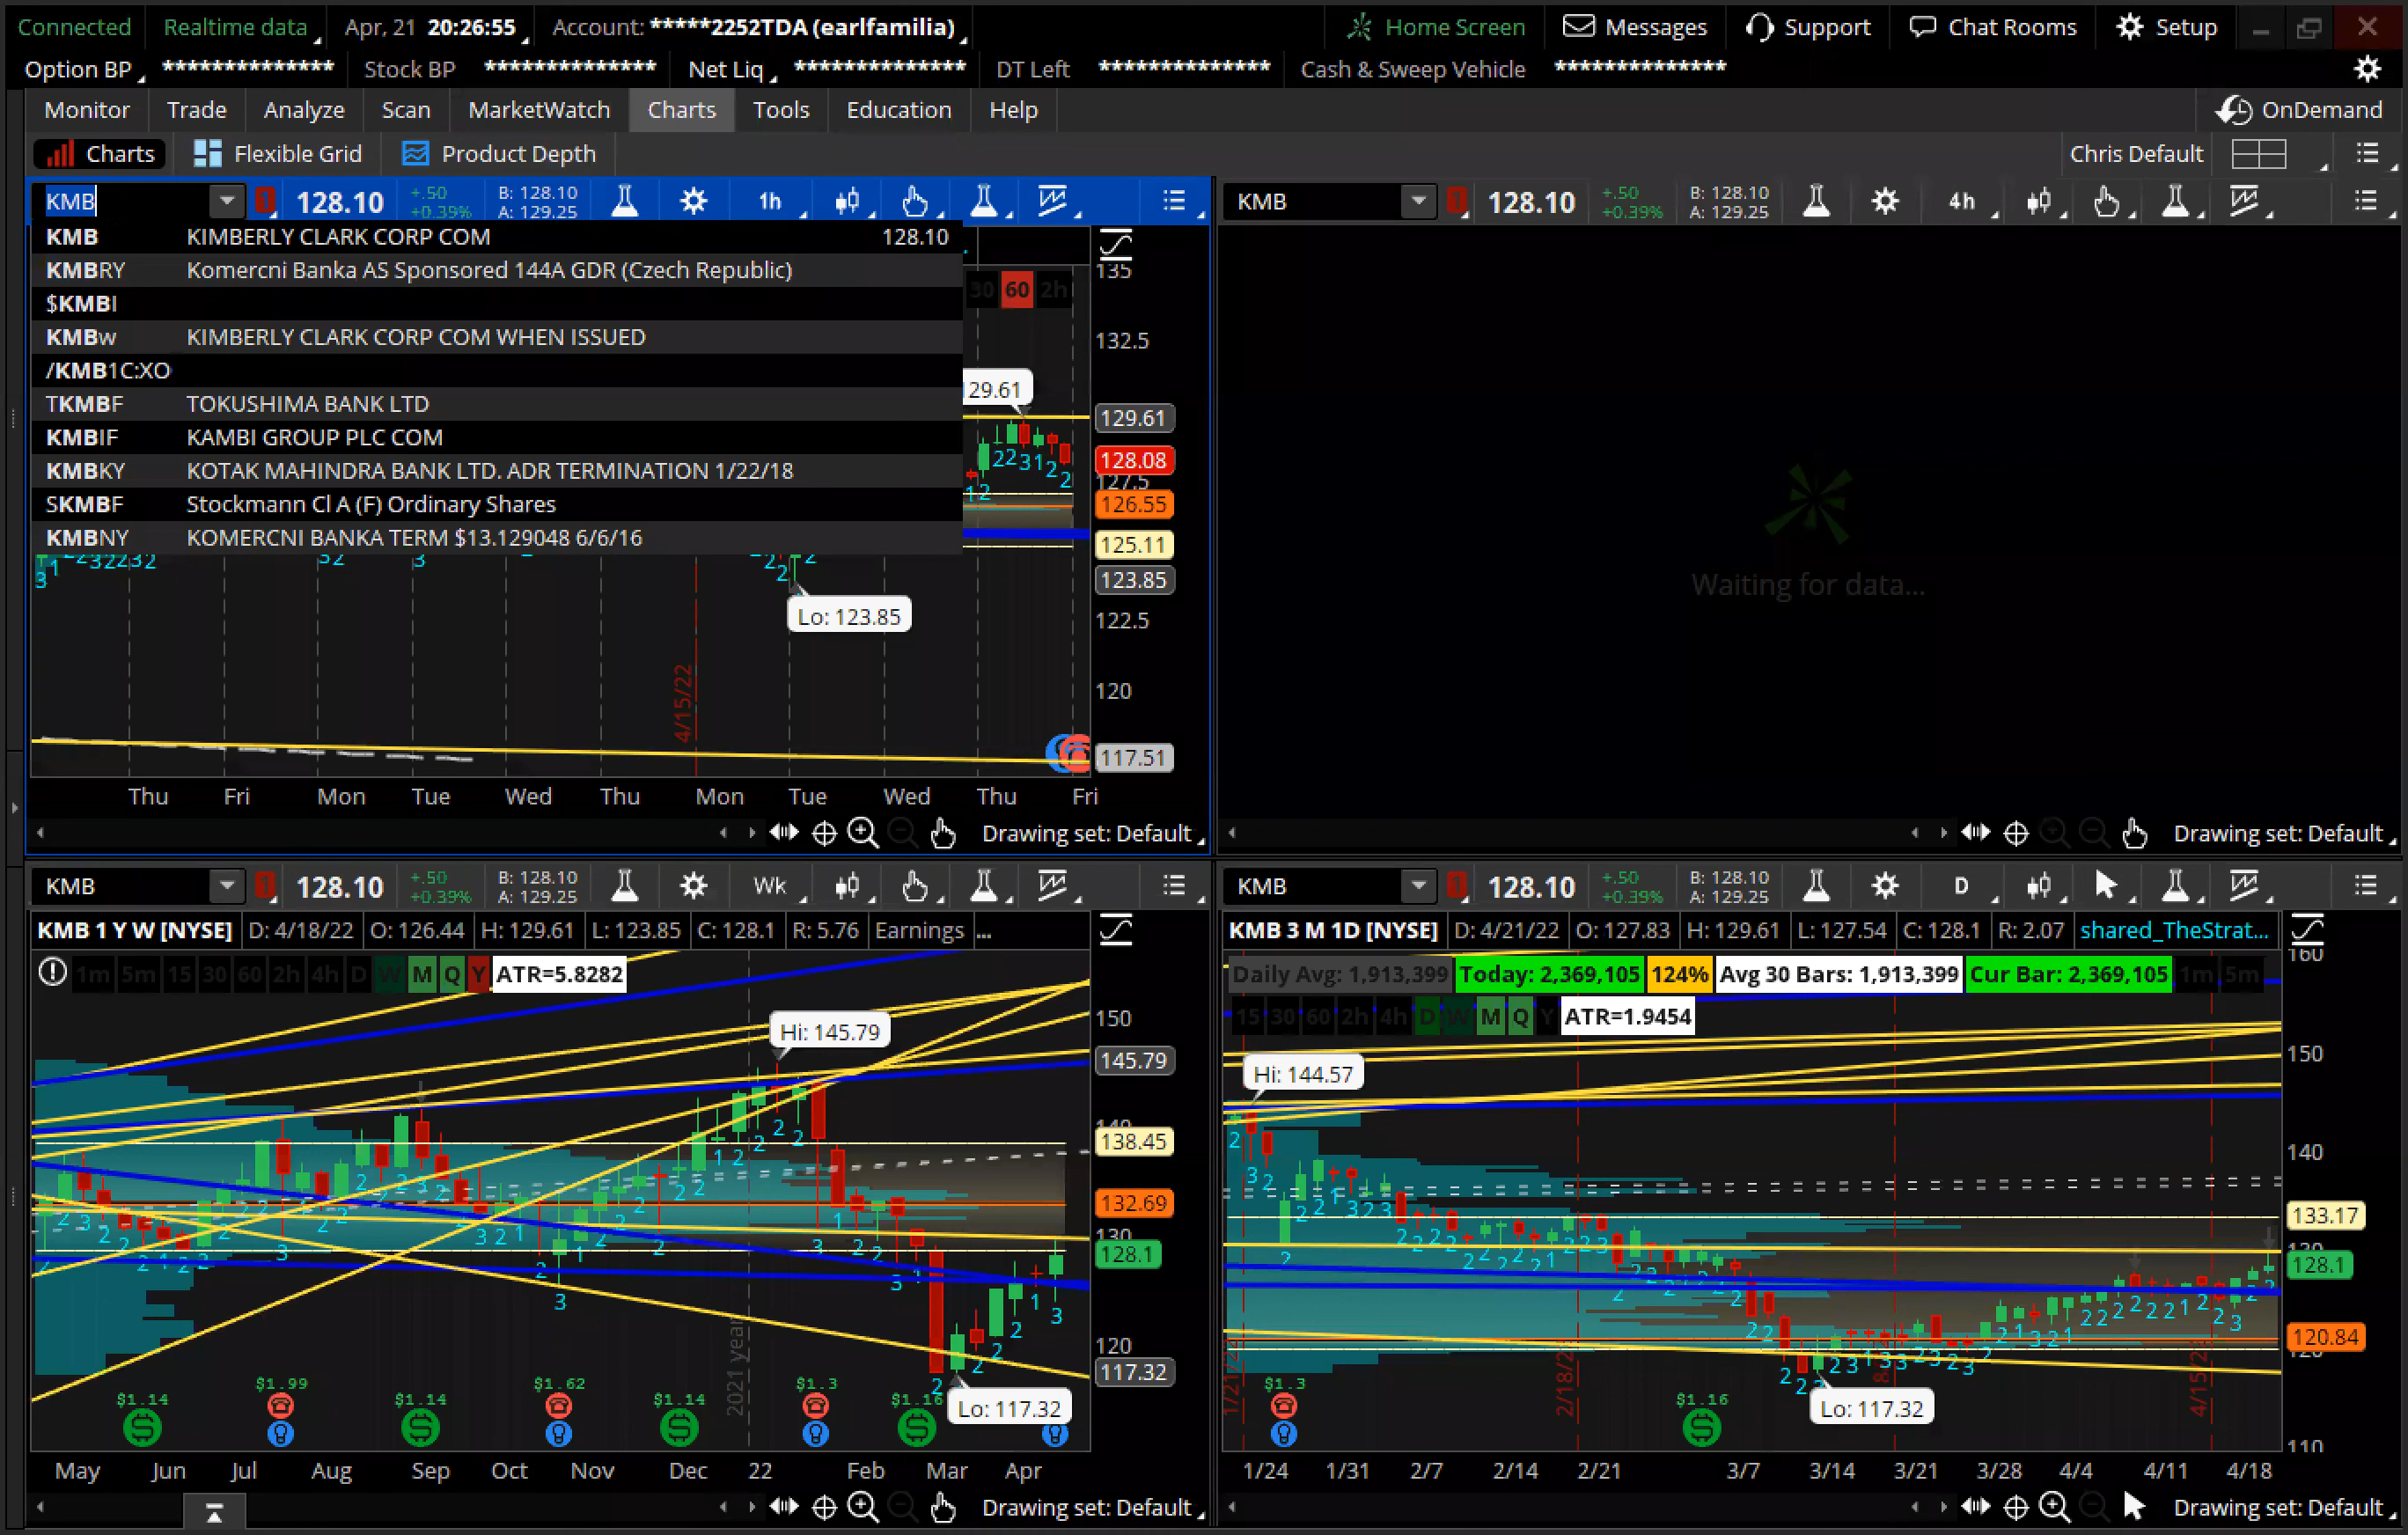 Connected Realtime data Apr, 21 20:26:55 Account: *****2252TDA (earlfamilia) Home Screen Messages Support Chat Rooms Setup
Option BP ************** Stock BP ************** Net Liq ************** DT Left ************** Cash & Sweep Vehicle **************
Monitor Trade Analyze Scan MarketWatch Charts Tools Education Help OnDemand
Charts Flexible Grid Product Depth Chris Default
KMB 1 128.10 +.50 +0.39% B: 128.10 A: 129.25 1h
KMB KIMBERLY CLARK CORP COM 128.10
KMBRY Komercni Banka AS Sponsored 144A GDR (Czech Republic)
$KMBI
KMBw KIMBERLY CLARK CORP COM WHEN ISSUED
/KMB1C:XO
TKMBF TOKUSHIMA BANK LTD
KMBIF KAMBI GROUP PLC COM
KMBKY KOTAK MAHINDRA BANK LTD. ADR TERMINATION 1/22/18
SKMBF Stockmann Cl A (F) Ordinary Shares
KMBNY KOMERCNI BANKA TERM $13.129048 6/6/16
30 60 2h
135
132.5
129.61
129.61
128.08
127.5
126.55
125.11
123.85
Lo: 123.85
122.5
120
4/15/22
117.51
Thu Fri Mon Tue Wed Thu Mon Tue Wed Thu Fri
Drawing set: Default
KMB 1 128.10 +.50 +0.39% B: 128.10 A: 129.25 4h
Waiting for data...
Drawing set: Default
KMB 1 128.10 +.50 +0.39% B: 128.10 A: 129.25 Wk
KMB 1 Y W [NYSE] D: 4/18/22 O: 126.44 H: 129.61 L: 123.85 C: 128.1 R: 5.76 Earnings ...
1m 5m 15 30 60 2h 4h D W M Q Y ATR=5.8282
Hi: 145.79
150
145.79
138.45
132.69
130
128.1
120
117.32
2021 year
$1.14 $1.99 $1.14 $1.62 $1.14 $1.3 $1.16
Lo: 117.32
May Jun Jul Aug Sep Oct Nov Dec 22 Feb Mar Apr
Drawing set: Default
KMB 1 128.10 +.50 +0.39% B: 128.10 A: 129.25 D
KMB 3 M 1D [NYSE] D: 4/21/22 O: 127.83 H: 129.61 L: 127.54 C: 128.1 R: 2.07 shared_TheStrat...
Daily Avg: 1,913,399 Today: 2,369,105 124% Avg 30 Bars: 1,913,399 Cur Bar: 2,369,105 1m 5m
15 30 60 2h 4h D W M Q Y ATR=1.9454
Hi: 144.57
160
150
140
133.17
128.1
120.84
110
2/18/2
4/15/2
$1.3 $1.16
Lo: 117.32
1/24 1/31 2/7 2/14 2/21 3/7 3/14 3/21 3/28 4/4 4/11 4/18
Drawing set: Default